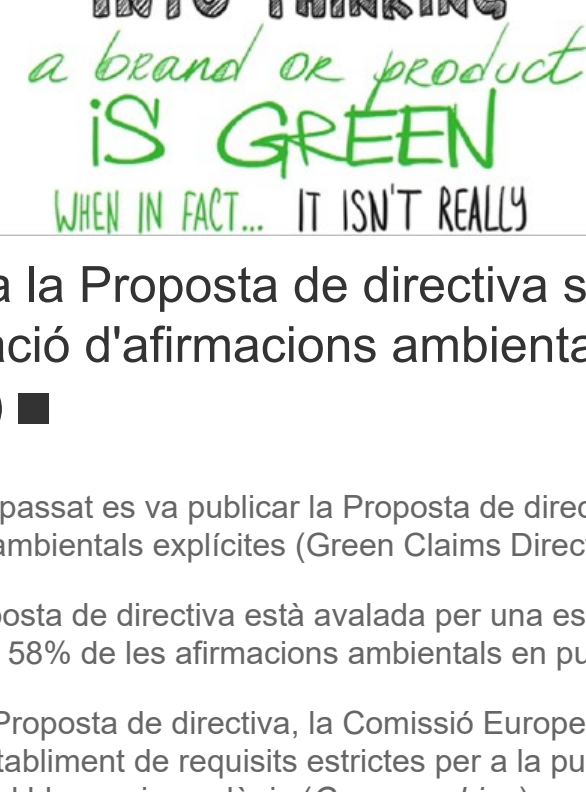 INTO THINKING
a brand or product
iS GREEN
WHEN IN FACT... IT ISN'T REALLY
a la Proposta de directiva s
ació d'afirmacions ambienta
)
passat es va publicar la Proposta de direc
ambientals explícites (Green Claims Direc
posta de directiva està avalada per una es
58% de les afirmacions ambientals en pu
Proposta de directiva, la Comissió Europe
tabliment de requisits estrictes per a la pu